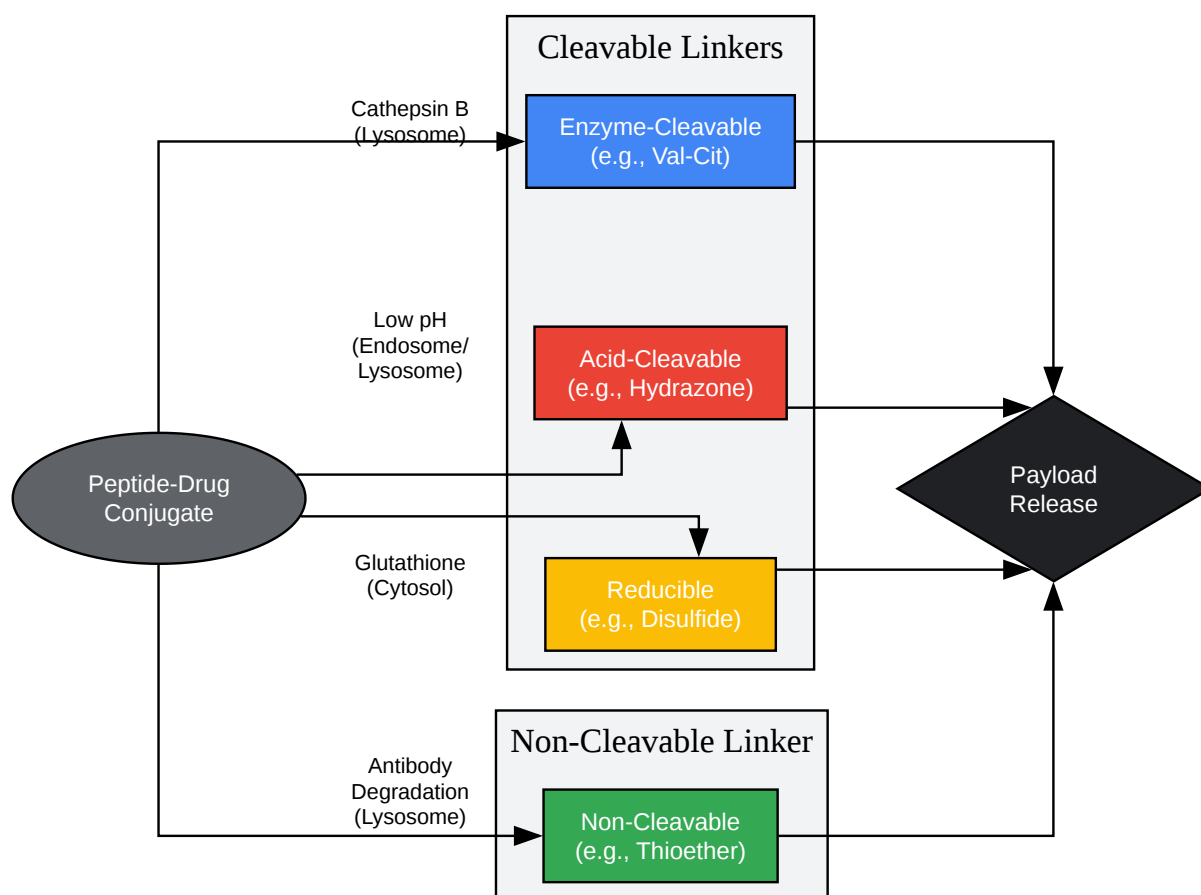 Cleavable Linkers
Cathepsin B
(Lysosome)
Enzyme-Cleavable
(e.g., Val-Cit)
Low pH
(Endosome/
Lysosome)
Acid-Cleavable
(e.g., Hydrazone)
Peptide-Drug
Conjugate
Payload
Release
Glutathione
(Cytosol)
Reducible
(e.g., Disulfide)
Non-Cleavable Linker
Antibody
Degradation
(Lysosome)
Non-Cleavable
(e.g., Thioether)